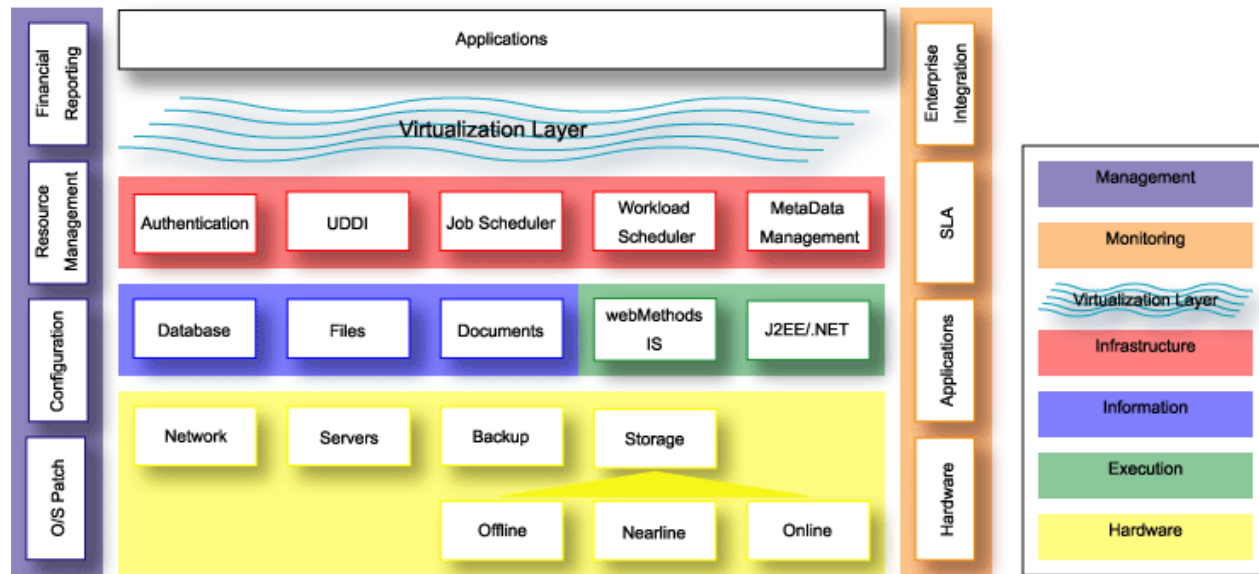 Financial
Reporting
Resource
Management
Configuration
O/S Patch
Applications
Virtualization Layer
Authentication
UDDI
Job Scheduler
Workload
Scheduler
MetaData
Management
Database
Files
Documents
webMethods
IS
J2EE/.NET
Network
Servers
Backup
Storage
Offline
Nearline
Online
Enterprise
Integration
SLA
Applications
Hardware
Management
Monitoring
Virtualization Layer
Infrastructure
Information
Execution
Hardware